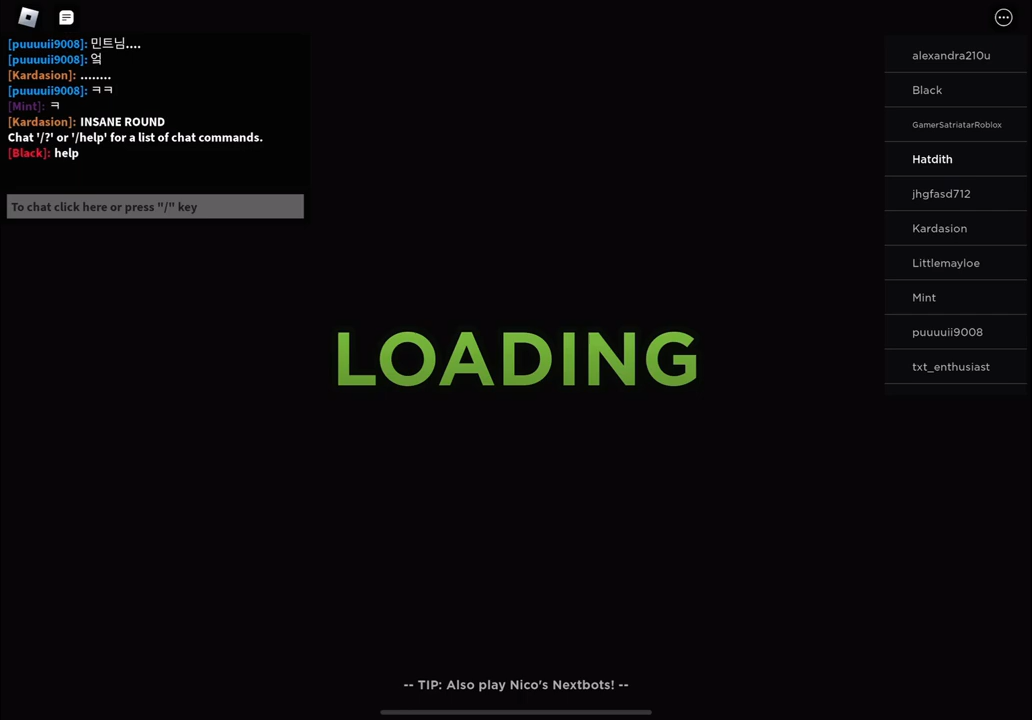 [puuuuii9008]: 민트님....
[puuuuii9008]: 엌
[Kardasion]: ........
[puuuuii9008]: ㅋㅋ
[Mint]: ㅋ
[Kardasion]: INSANE ROUND
Chat '/?' or '/help' for a list of chat commands.
[Black]: help
To chat click here or press "/" key
alexandra210u
Black
GamerSatriatarRoblox
Hatdith
jhgfasd712
Kardasion
Littlemayloe
Mint
puuuuii9008
txt_enthusiast
LOADING
-- TIP: Also play Nico's Nextbots! --